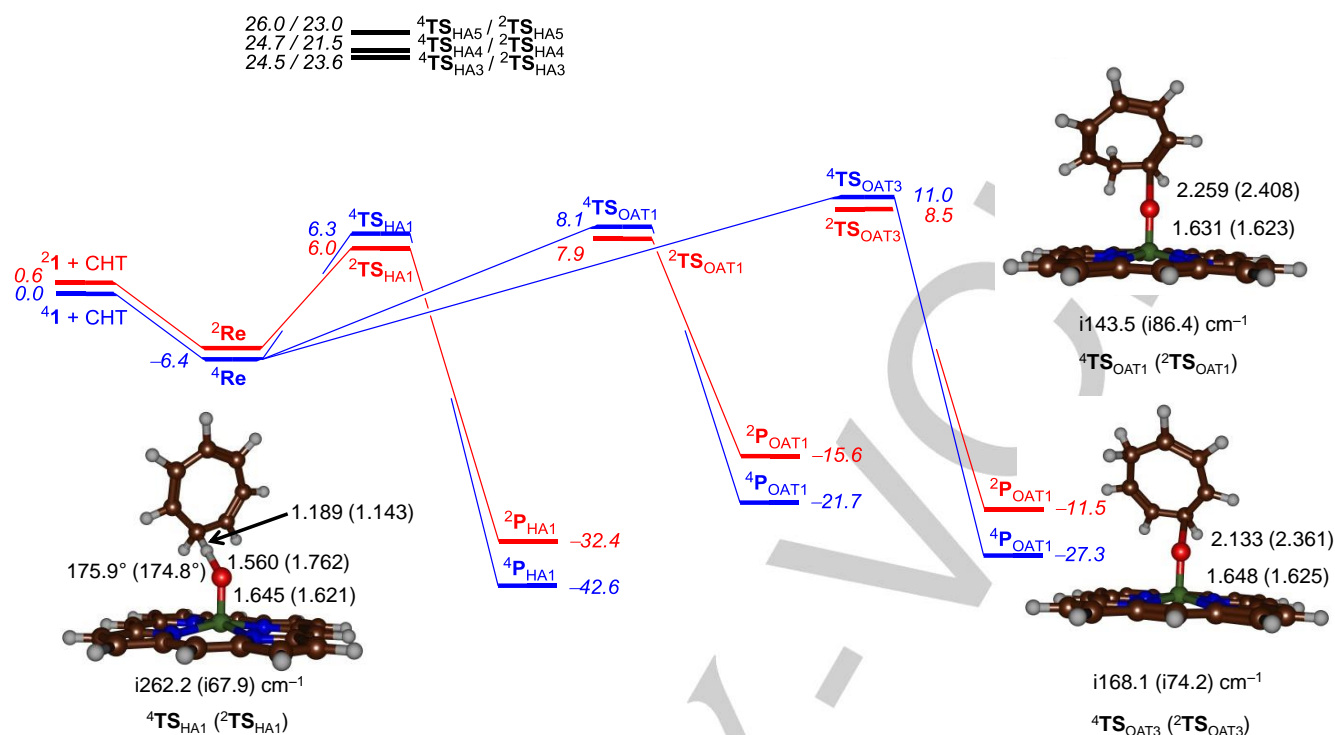 26.0 / 23.0 ⁴TS_HA5 / ²TS_HA5
24.7 / 21.5 ⁴TS_HA4 / ²TS_HA4
24.5 / 23.6 ⁴TS_HA3 / ²TS_HA3
²1 + CHT
0.6
0.0
⁴1 + CHT
²Re
–6.4
⁴Re
⁴TS_HA1
6.3
6.0
²TS_HA1
⁴TS_OAT1
8.1
7.9
²TS_OAT1
⁴TS_OAT3
11.0
8.5
²TS_OAT3
²P_HA1 –32.4
⁴P_HA1 –42.6
²P_OAT1 –15.6
⁴P_OAT1 –21.7
²P_OAT1 –11.5
⁴P_OAT1 –27.3
1.189 (1.143)
1.560 (1.762)
175.9° (174.8°)
1.645 (1.621)
i262.2 (i67.9) cm⁻¹
⁴TS_HA1 (²TS_HA1)
2.259 (2.408)
1.631 (1.623)
i143.5 (i86.4) cm⁻¹
⁴TS_OAT1 (²TS_OAT1)
2.133 (2.361)
1.648 (1.625)
i168.1 (i74.2) cm⁻¹
⁴TS_OAT3 (²TS_OAT3)